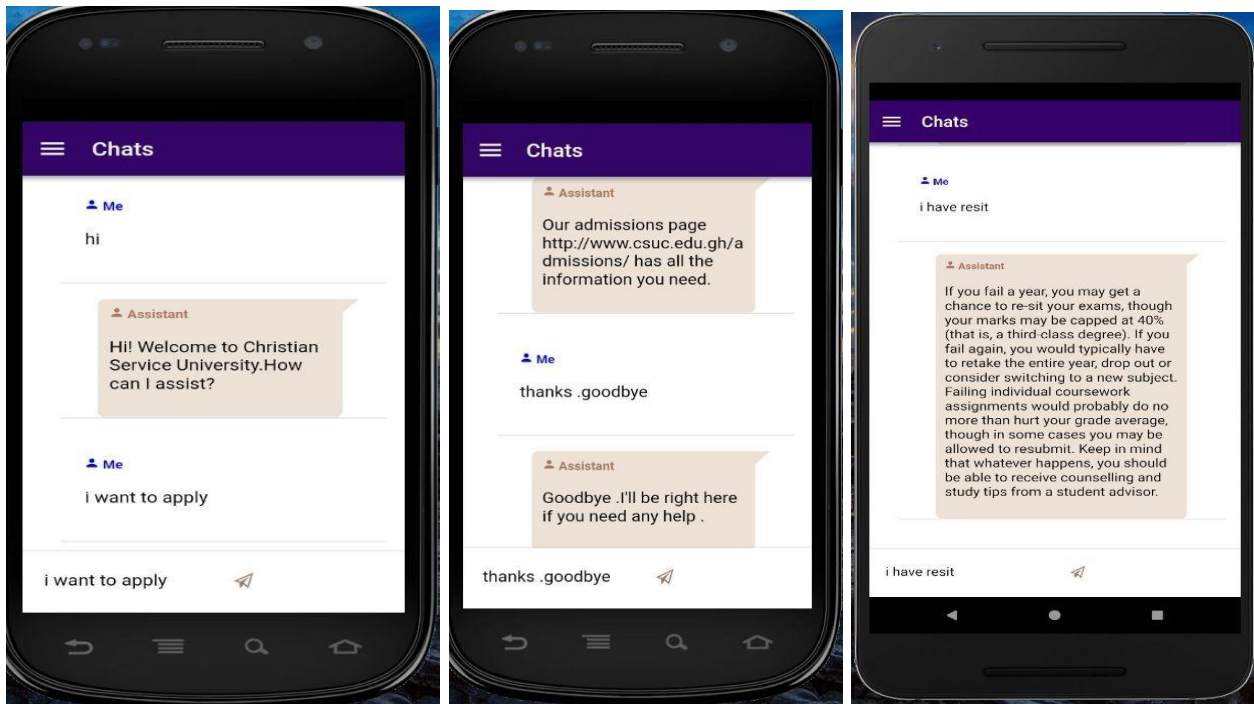 Chats
Me
hi
Assistant
Hi! Welcome to Christian
Service University.How
can I assist?
Me
i want to apply
i want to apply
Chats
Assistant
Our admissions page
http://www.csuc.edu.gh/a
dmissions/ has all the
information you need.
Me
thanks .goodbye
Assistant
Goodbye .I'll be right here
if you need any help .
thanks .goodbye
Chats
Me
i have resit
Assistant
If you fail a year, you may get a
chance to re-sit your exams, though
your marks may be capped at 40%
(that is, a third-class degree). If you
fail again, you would typically have
to retake the entire year, drop out or
consider switching to a new subject.
Failing individual coursework
assignments would probably do no
more than hurt your grade average,
though in some cases you may be
allowed to resubmit. Keep in mind
that whatever happens, you should
be able to receive counselling and
study tips from a student advisor.
i have resit